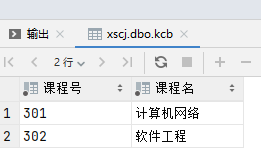 输出 xscj.dbo.kcb
2 行
课程号 课程名
1 301 计算机网络
2 302 软件工程